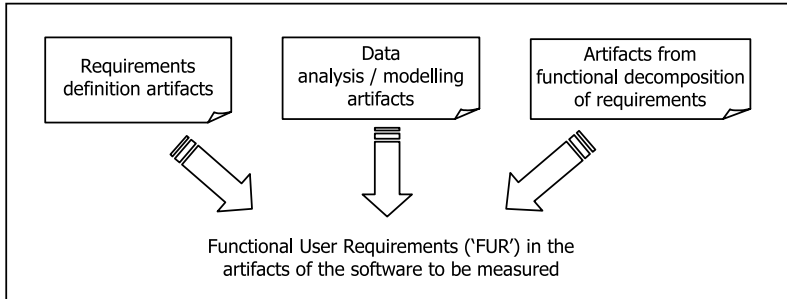 Requirements
definition artifacts
Data
analysis / modelling
artifacts
Artifacts from
functional decomposition
of requirements
Functional User Requirements (‘FUR’) in the
artifacts of the software to be measured